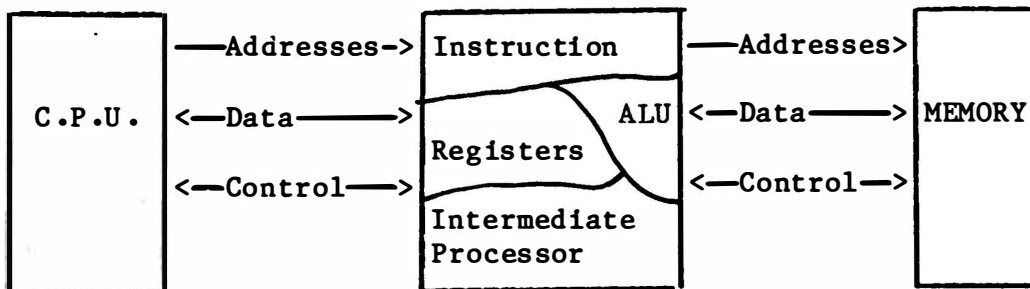 Addresses Instruction Addresses
C.P.U. Data ALU Data MEMORY
Registers
Control Control
Intermediate
Processor